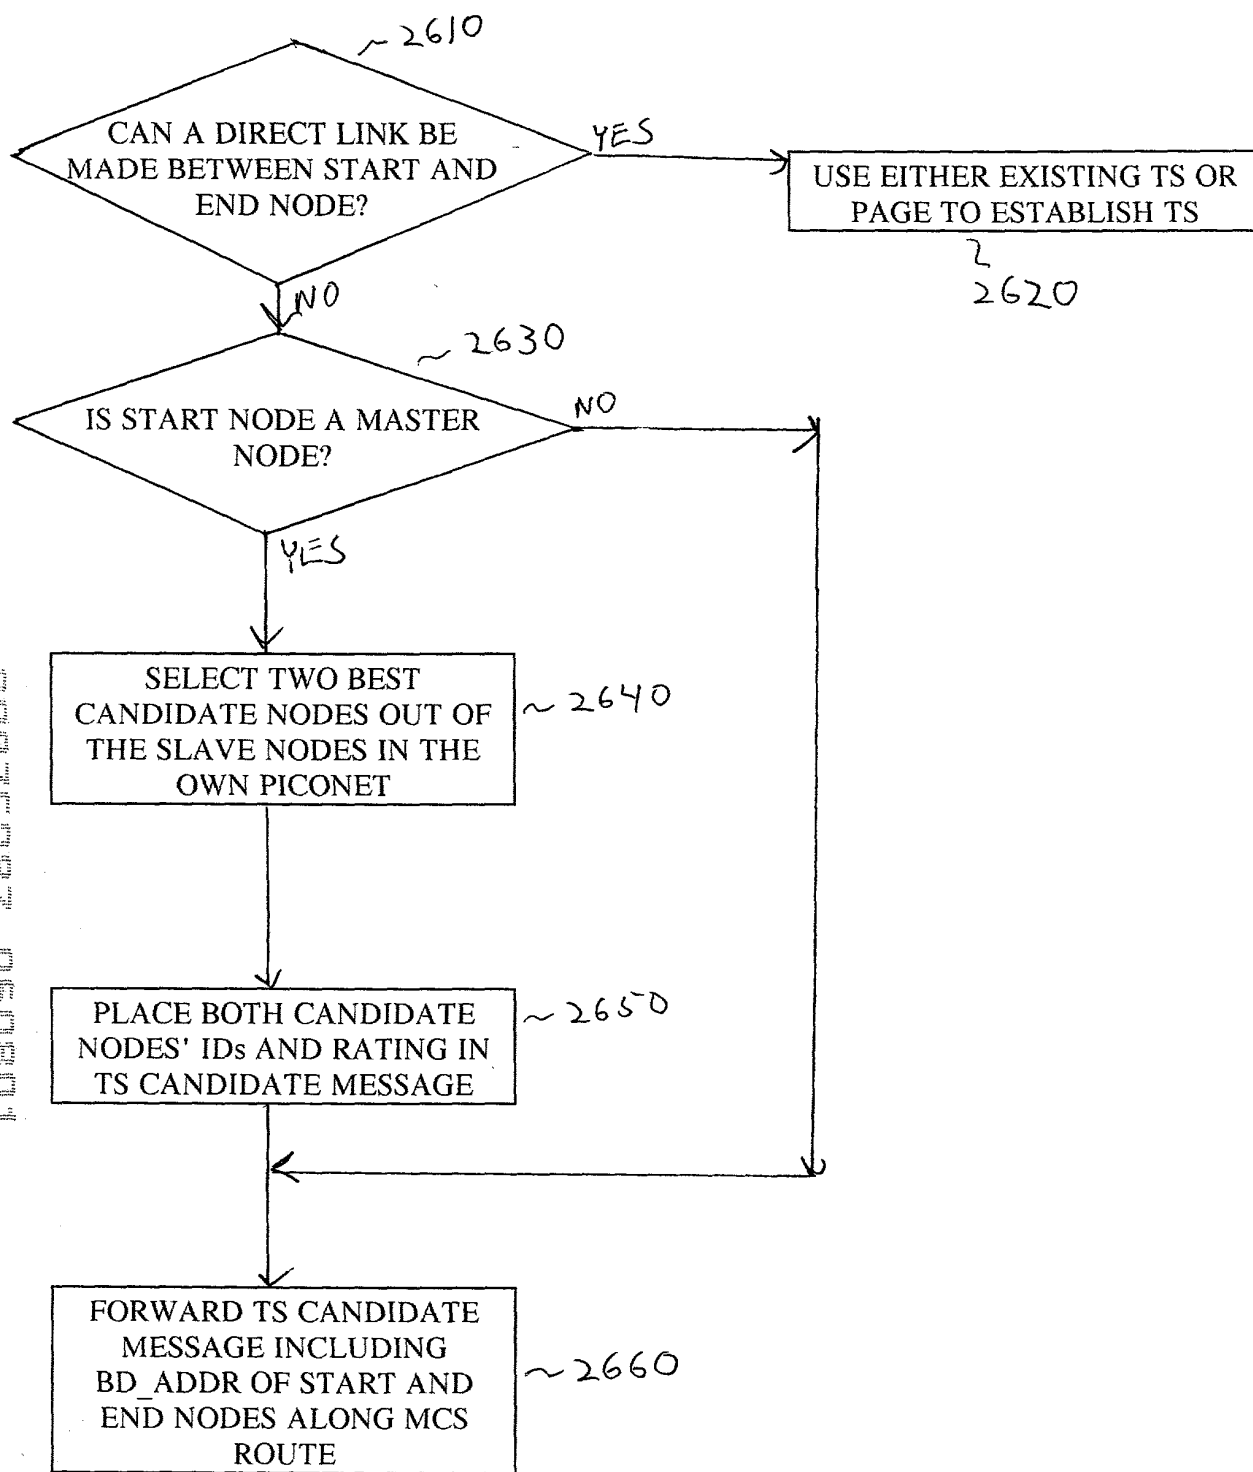 2610
CAN A DIRECT LINK BE
MADE BETWEEN START AND
END NODE?
YES
USE EITHER EXISTING TS OR
PAGE TO ESTABLISH TS
2620
NO
2630
IS START NODE A MASTER
NODE?
NO
YES
SELECT TWO BEST
CANDIDATE NODES OUT OF
THE SLAVE NODES IN THE
OWN PICONET
2640
PLACE BOTH CANDIDATE
NODES' IDs AND RATING IN
TS CANDIDATE MESSAGE
2650
FORWARD TS CANDIDATE
MESSAGE INCLUDING
BD_ADDR OF START AND
END NODES ALONG MCS
ROUTE
2660